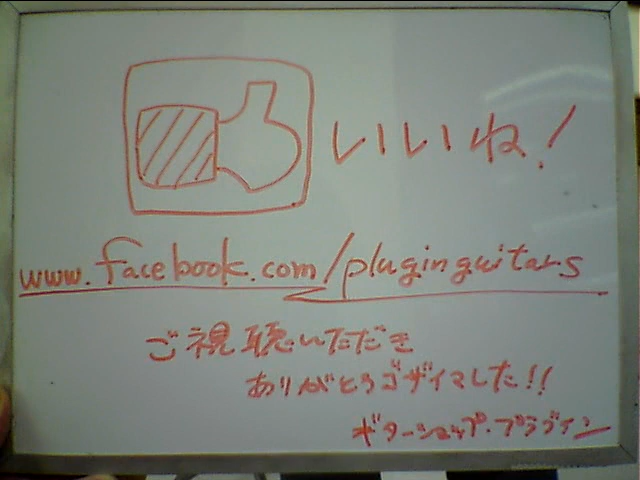 いいね!
www.facebook.com/pluginguitars
ご視聴いただき
ありがとうゴザイマした!!
ギターショップ・プラグイン